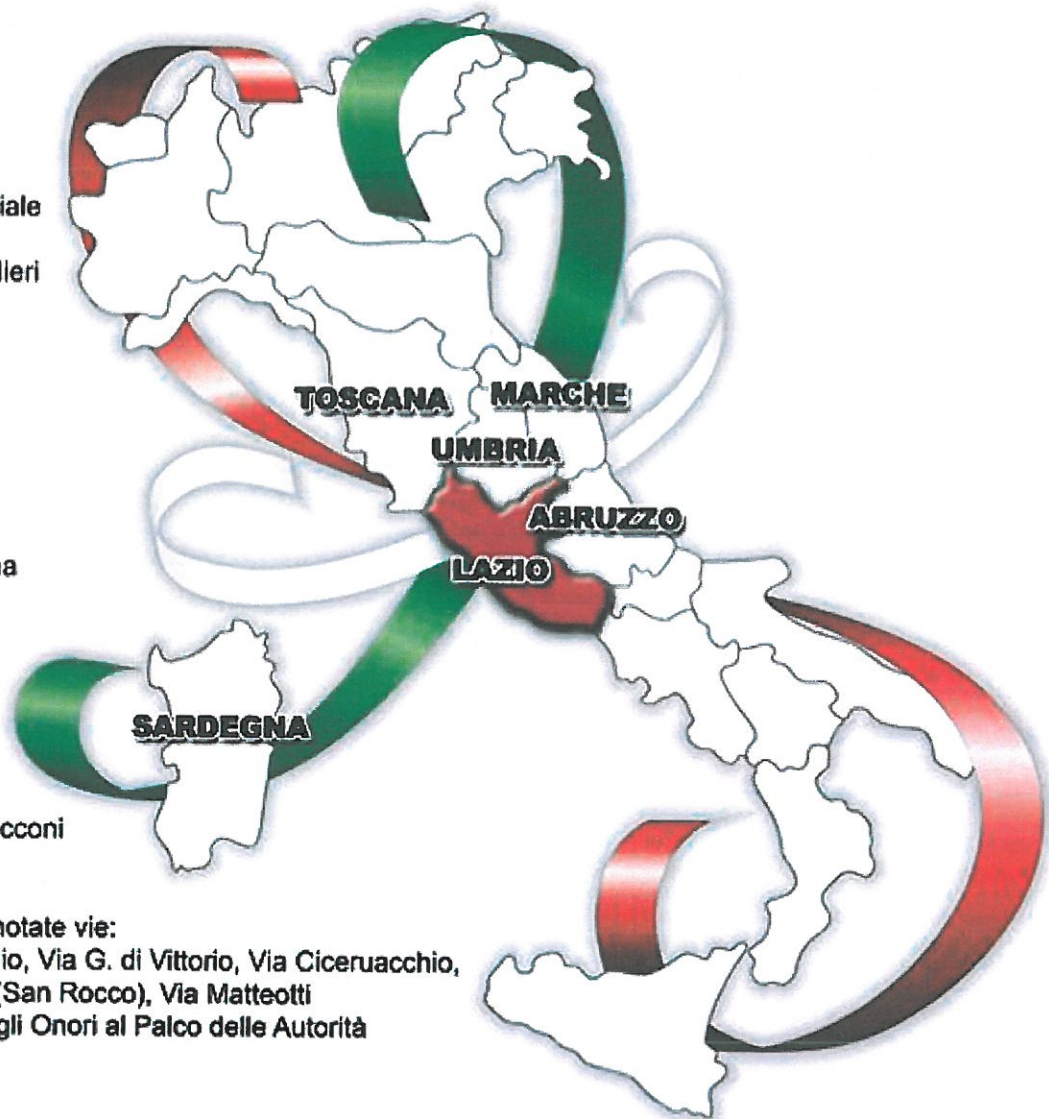 iale
lleri
TOSCANA MARCHE
UMBRIA
ABRUZZO
LAZIO
na
SARDEGNA
cconi
notate vie:
io, Via G. di Vittorio, Via Ciceruacchio,
(San Rocco), Via Matteotti
gli Onori al Palco delle Autorità